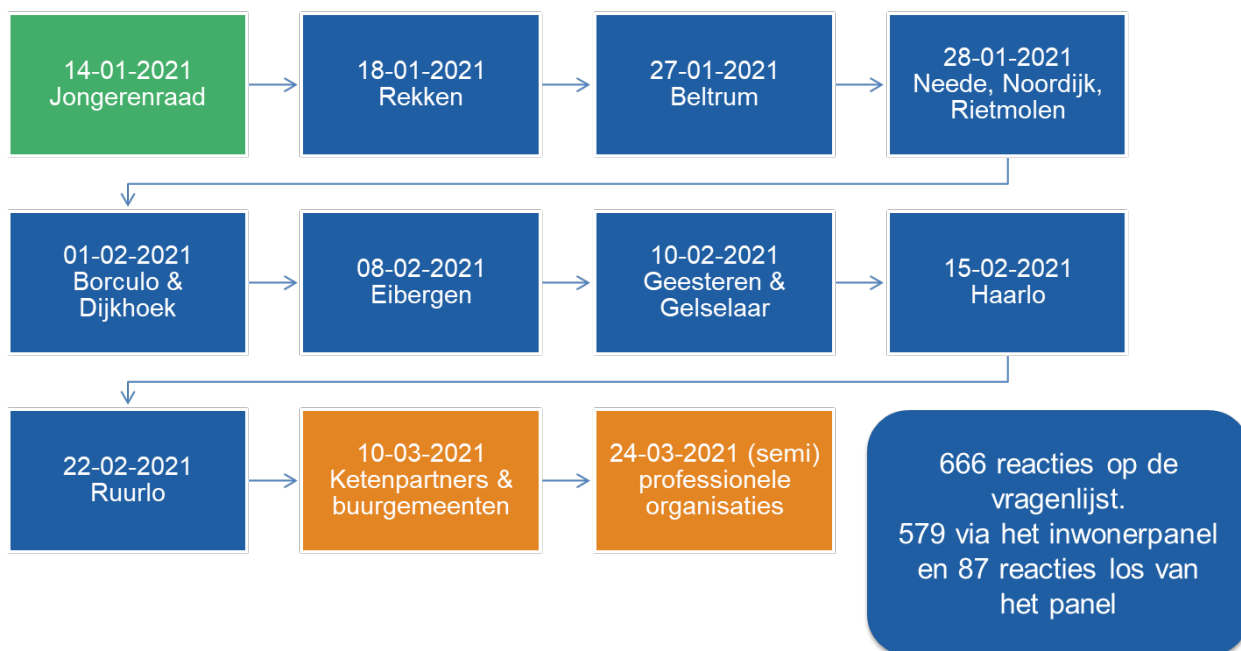 14-01-2021
Jongerenraad
18-01-2021
Rekken
27-01-2021
Beltrum
28-01-2021
Neede, Noordijk,
Rietmolen
01-02-2021
Borculo &
Dijkhoek
08-02-2021
Eibergen
10-02-2021
Geesteren &
Gelselaar
15-02-2021
Haarlo
22-02-2021
Ruurlo
10-03-2021
Ketenpartners &
buurgemeenten
24-03-2021 (semi)
professionele
organisaties
666 reacties op de
vragenlijst.
579 via het inwonerpanel
en 87 reacties los van
het panel